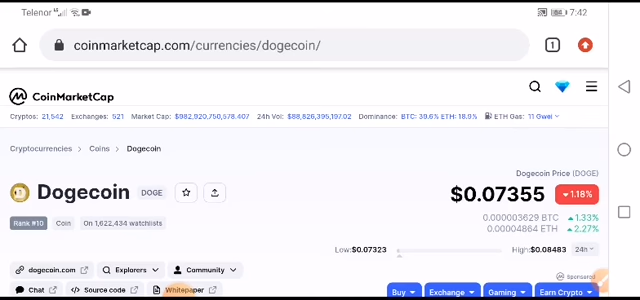 Telenor 7:42
coinmarketcap.com/currencies/dogecoin/ 1
CoinMarketCap
Cryptos: 21,542 Exchanges: 521 Market Cap: $982,920,750,578.407 24h Vol: $88,826,395,197.02 Dominance: BTC: 39.6% ETH: 18.9% ETH Gas: 11 Gwei
Cryptocurrencies > Coins > Dogecoin
Dogecoin Price (DOGE)
Dogecoin DOGE $0.07355 1.18%
Rank #10 Coin On 1,622,434 watchlists 0.000003629 BTC 1.33%
0.00004864 ETH 2.27%
Low: $0.07323 High: $0.08483 24h
dogecoin.com Explorers Community Sponsored
Chat Source code Whitepaper Buy Exchange Gaming Earn Crypto